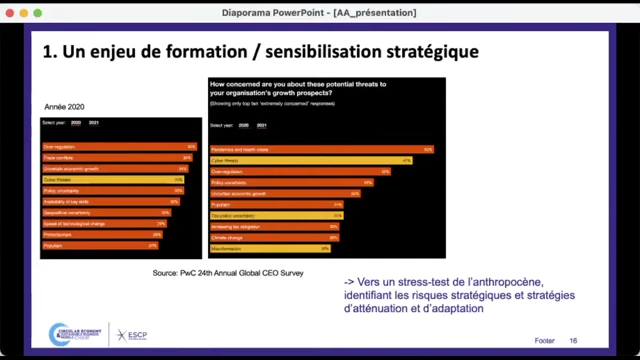 Diaporama PowerPoint - [AA_présentation]
1. Un enjeu de formation / sensibilisation stratégique
Année 2020
Select year: 2020 2021
Over-regulation
Trade conflicts
Uncertain economic growth
Cyber threats
Policy uncertainty
Availability of key skills
Geopolitical uncertainty
Speed of technological change
Populism
How concerned are you about these potential threats to
your organisation's growth prospects?
(Showing only top ten 'extremely concerned' responses)
Select year: 2020 2021
Pandemics and health crises
Cyber threats
Over-regulation
Policy uncertainty
Uncertain economic growth
Populism
Tax policy uncertainty
Increasing tax obligations
Climate change
Misinformation
Source: PwC 24th Annual Global CEO Survey
-> Vers un stress-test de l'anthropocène,
identifiant les risques stratégiques et stratégies
d'atténuation et d'adaptation
CIRCULAR ECONOMY
ESCP
Footer 16